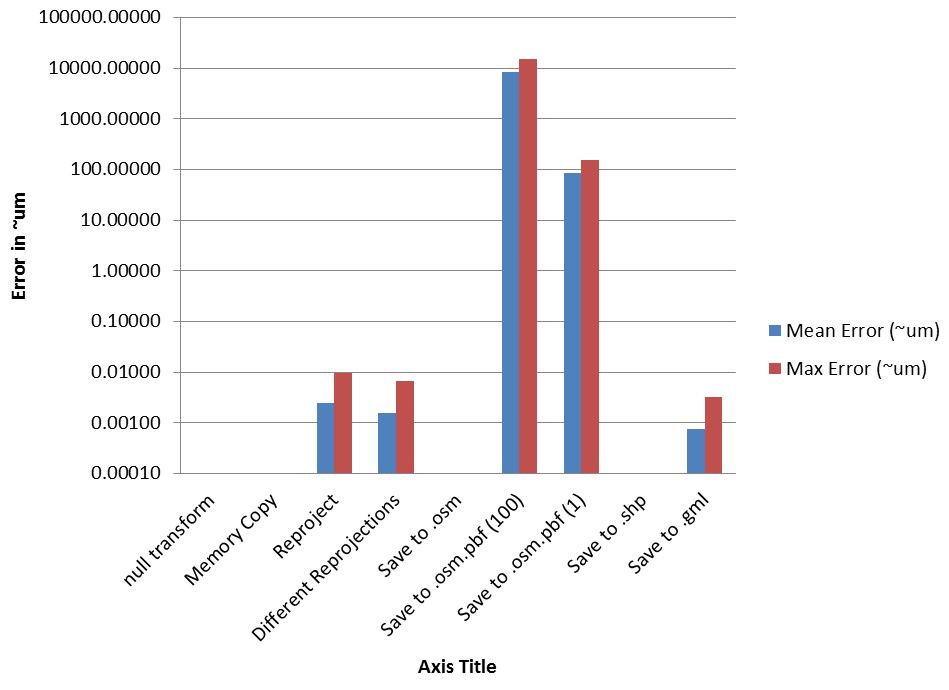 100000.00000
10000.00000
1000.00000
100.00000
10.00000
1.00000
0.10000
0.01000
0.00100
0.00010
Error in ~um
null transform
Memory Copy
Reproject
Different Reprojections
Save to .osm
Save to .osm.pbf (100)
Save to .osm.pbf (1)
Save to .shp
Save to .gml
Axis Title
Mean Error (~um)
Max Error (~um)